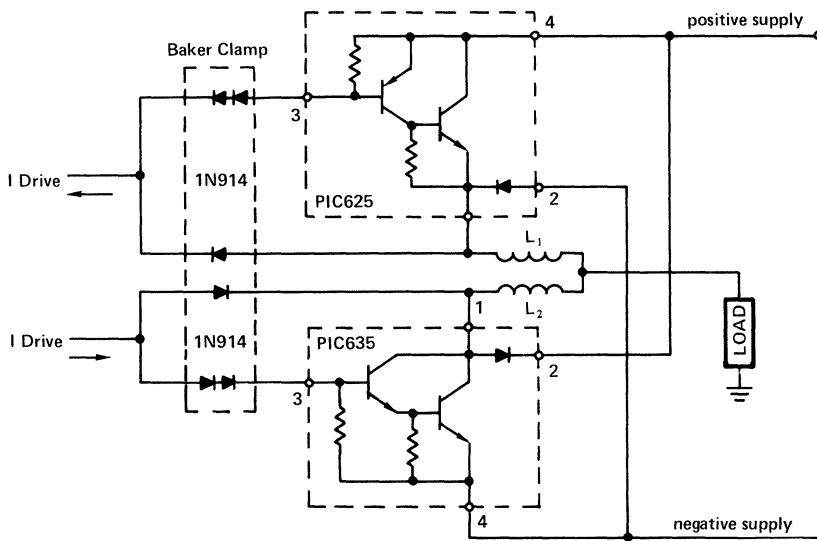 4
positive supply
Baker Clamp
3
I Drive
1N914
PIC625
2
L₁
1
L₂
I Drive
1N914
PIC635
2
LOAD
3
4
negative supply